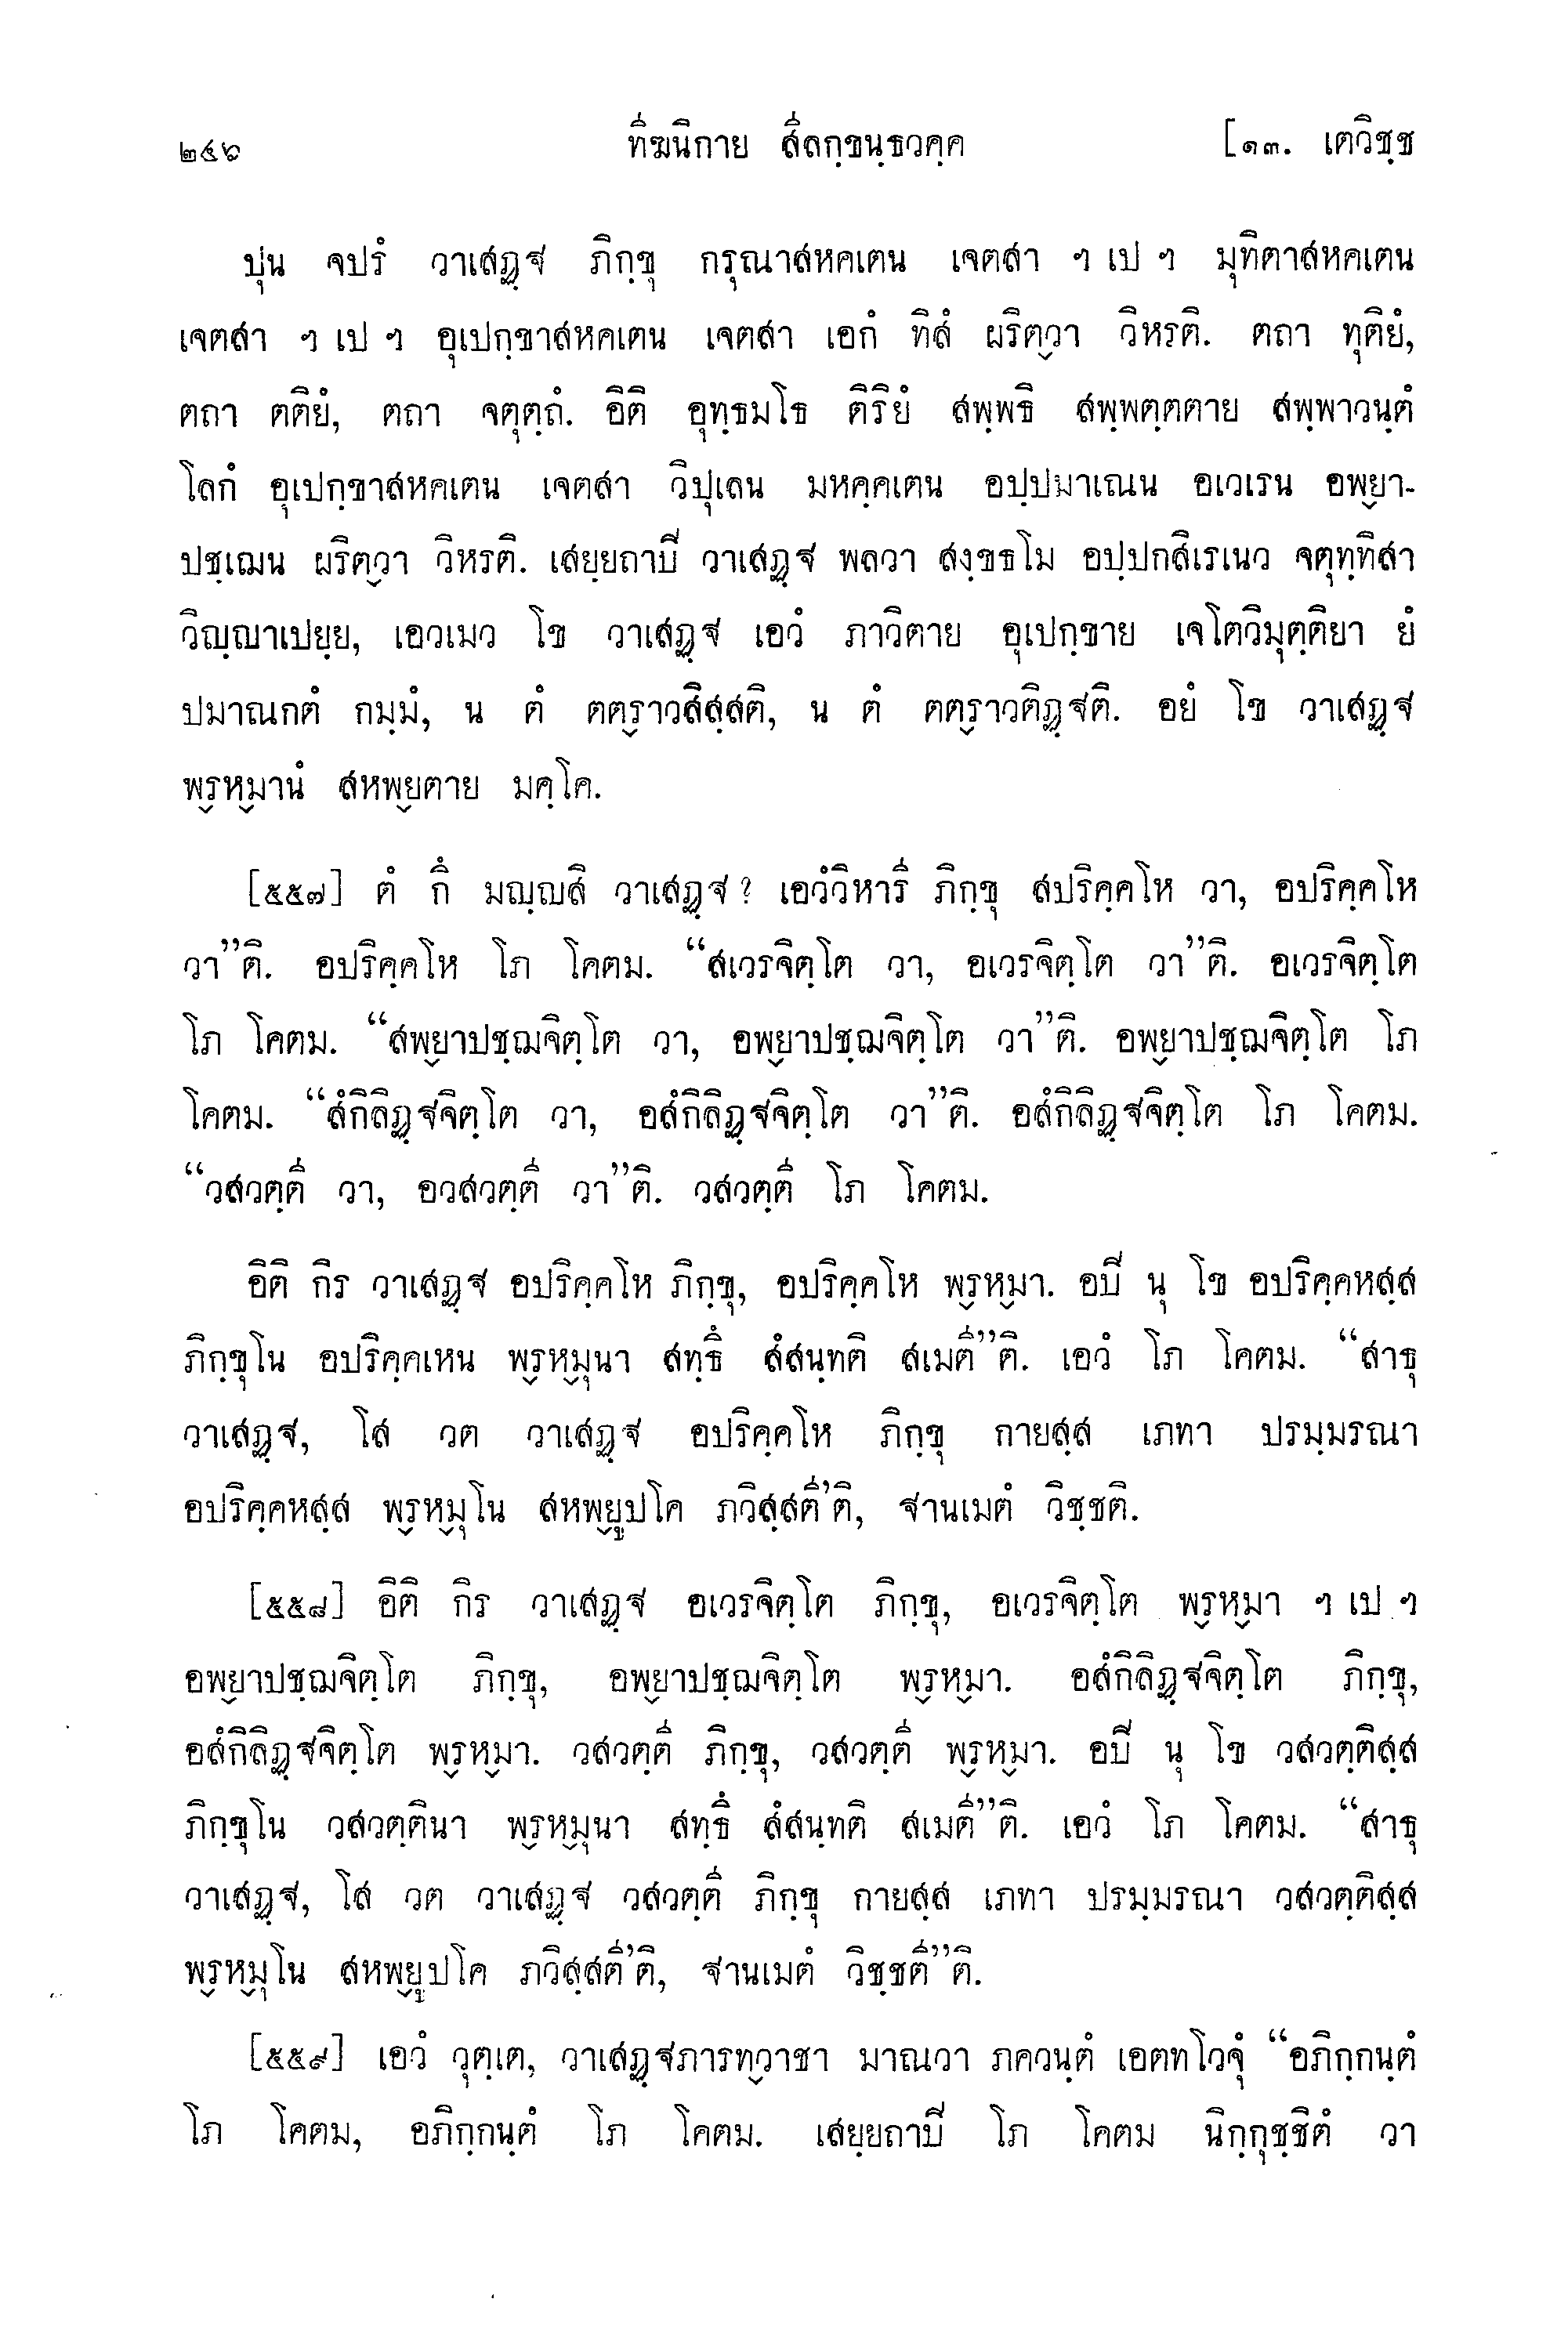 ๒๔๖ ทีฆนิกาย สีลกฺขนฺธวคฺค [๑๓. เตวิชฺช
ปุน จปรํ วาเสฏฺฐ ภิกฺขุ กรุณาสหคเตน เจตสา ฯ เป ฯ มุทิตาสหคเตน
เจตสา ฯ เป ฯ อุเปกฺขาสหคเตน เจตสา เอกํ ทิสํ ผริตฺวา วิหรติ. ตถา ทุติยํ,
ตถา ตติยํ, ตถา จตุตฺถํ. อิติ อุทฺธมโธ ติริยํ สพฺพธิ สพฺพตฺตตาย สพฺพาวนฺตํ
โลกํ อุเปกฺขาสหคเตน เจตสา วิปุเลน มหคฺคเตน อปฺปมาเณน อเวเรน อพฺยา-
ปชฺเฌน ผริตฺวา วิหรติ. เสยฺยถาปี วาเสฏฺฐ พลวา สงฺขธโม อปฺปกสิเรเนว จตุทฺทิสา
วิญฺญาเปยฺย, เอวเมว โข วาเสฏฺฐ เอวํ ภาวิตาย อุเปกฺขาย เจโตวิมุตฺติยา ยํ
ปมาณกตํ กมฺมํ, น ตํ ตตฺราวสิสฺสติ, น ตํ ตตฺราวติฏฺฐติ. อยํ โข วาเสฏฺฐ
พฺรหฺมานํ สหพฺยตาย มคฺโค.
[๕๕๗] ตํ กึ มญฺญสิ วาเสฏฺฐ? เอวํวิหารี ภิกฺขุ สปริคฺคโห วา, อปริคฺคโห
วา”ติ. อปริคฺคโห โภ โคตม. “สเวรจิตฺโต วา, อเวรจิตฺโต วา”ติ. อเวรจิตฺโต
โภ โคตม. “สพฺยาปชฺฌจิตฺโต วา, อพฺยาปชฺฌจิตฺโต วา”ติ. อพฺยาปชฺฌจิตฺโต โภ
โคตม. “สํกิลิฏฺฐจิตฺโต วา, อสํกิลิฏฺฐจิตฺโต วา”ติ. อสํกิลิฏฺฐจิตฺโต โภ โคตม.
“วสวตฺตี วา, อวสวตฺตี วา”ติ. วสวตฺตี โภ โคตม.
อิติ กิร วาเสฏฺฐ อปริคฺคโห ภิกฺขุ, อปริคฺคโห พฺรหฺมา. อปี นุ โข อปริคฺคหสฺส
ภิกฺขุโน อปริคฺคเหน พฺรหฺมุนา สทฺธึ สํสนฺทติ สเมตี”ติ. เอวํ โภ โคตม. “สาธุ
วาเสฏฺฐ, โส วต วาเสฏฺฐ อปริคฺคโห ภิกฺขุ กายสฺส เภทา ปรมฺมรณา
อปริคฺคหสฺส พฺรหฺมุโน สหพฺยูปโค ภวิสฺสตี’ติ, ฐานเมตํ วิชฺชติ.
[๕๕๘] อิติ กิร วาเสฏฺฐ อเวรจิตฺโต ภิกฺขุ, อเวรจิตฺโต พฺรหฺมา ฯ เป ฯ
อพฺยาปชฺฌจิตฺโต ภิกฺขุ, อพฺยาปชฺฌจิตฺโต พฺรหฺมา. อสํกิลิฏฺฐจิตฺโต ภิกฺขุ,
อสํกิลิฏฺฐจิตฺโต พฺรหฺมา. วสวตฺตี ภิกฺขุ, วสวตฺตี พฺรหฺมา. อปี นุ โข วสวตฺติสฺส
ภิกฺขุโน วสวตฺตินา พฺรหฺมุนา สทฺธึ สํสนฺทติ สเมตี”ติ. เอวํ โภ โคตม. “สาธุ
วาเสฏฺฐ, โส วต วาเสฏฺฐ วสวตฺตี ภิกฺขุ กายสฺส เภทา ปรมฺมรณา วสวตฺติสฺส
พฺรหฺมุโน สหพฺยูปโค ภวิสฺสตี’ติ, ฐานเมตํ วิชฺชตี”ติ.
[๕๕๙] เอวํ วุตฺเต, วาเสฏฺฐภารทฺวาชา มาณวา ภควนฺตํ เอตทโวจุํ “อภิกฺกนฺตํ
โภ โคตม, อภิกฺกนฺตํ โภ โคตม. เสยฺยถาปี โภ โคตม นิกฺกุชฺชิตํ วา